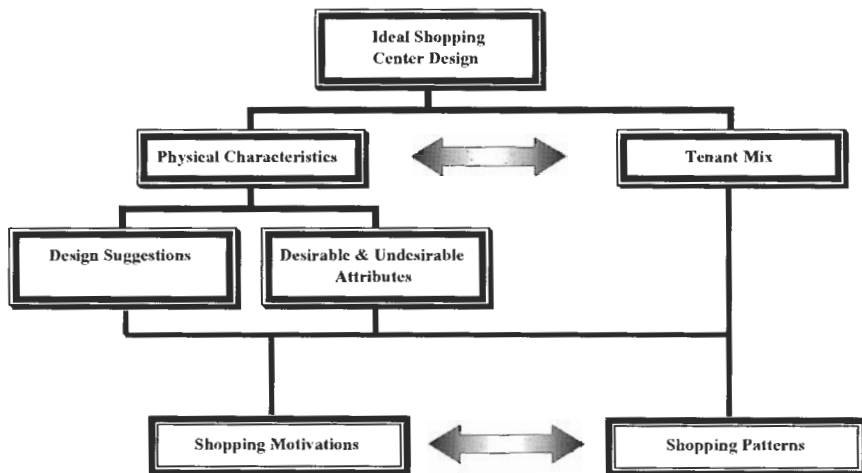 Ideal Shopping
Center Design
Physical Characteristics
Tenant Mix
Design Suggestions
Desirable & Undesirable
Attributes
Shopping Motivations
Shopping Patterns